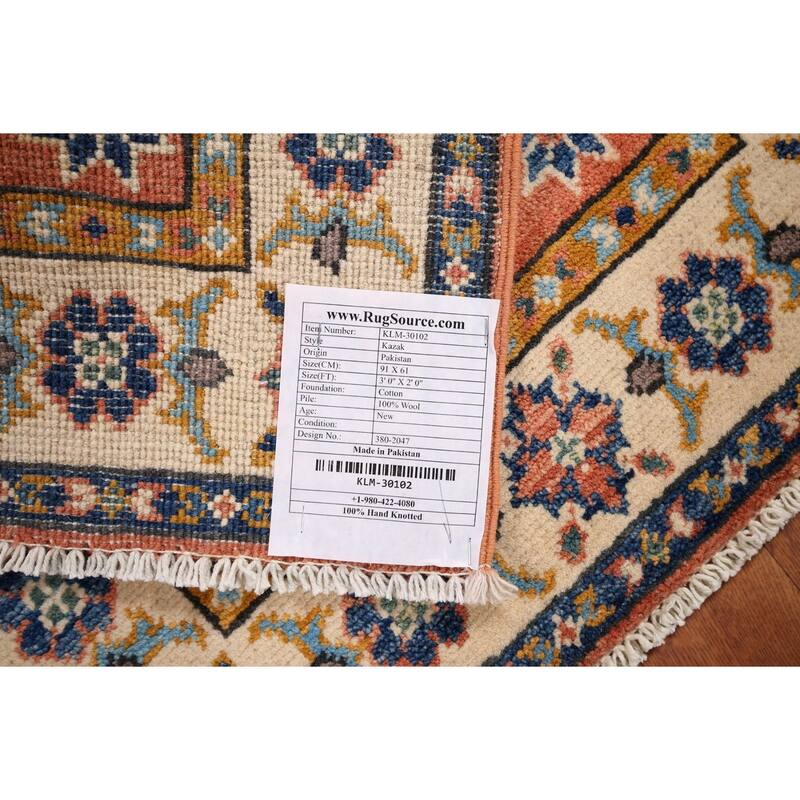 www.RugSource.com
Item Number: KLM-30102
Style Kazak
Origin Pakistan
Size(CM): 91 X 61
Size(FT): 3' 0" X 2' 0"
Foundation: Cotton
Pile: 100% Wool
Age: New
Condition:
Design No.: 380-2047
Made in Pakistan
KLM-30102
+1-980-422-4080
100% Hand Knotted